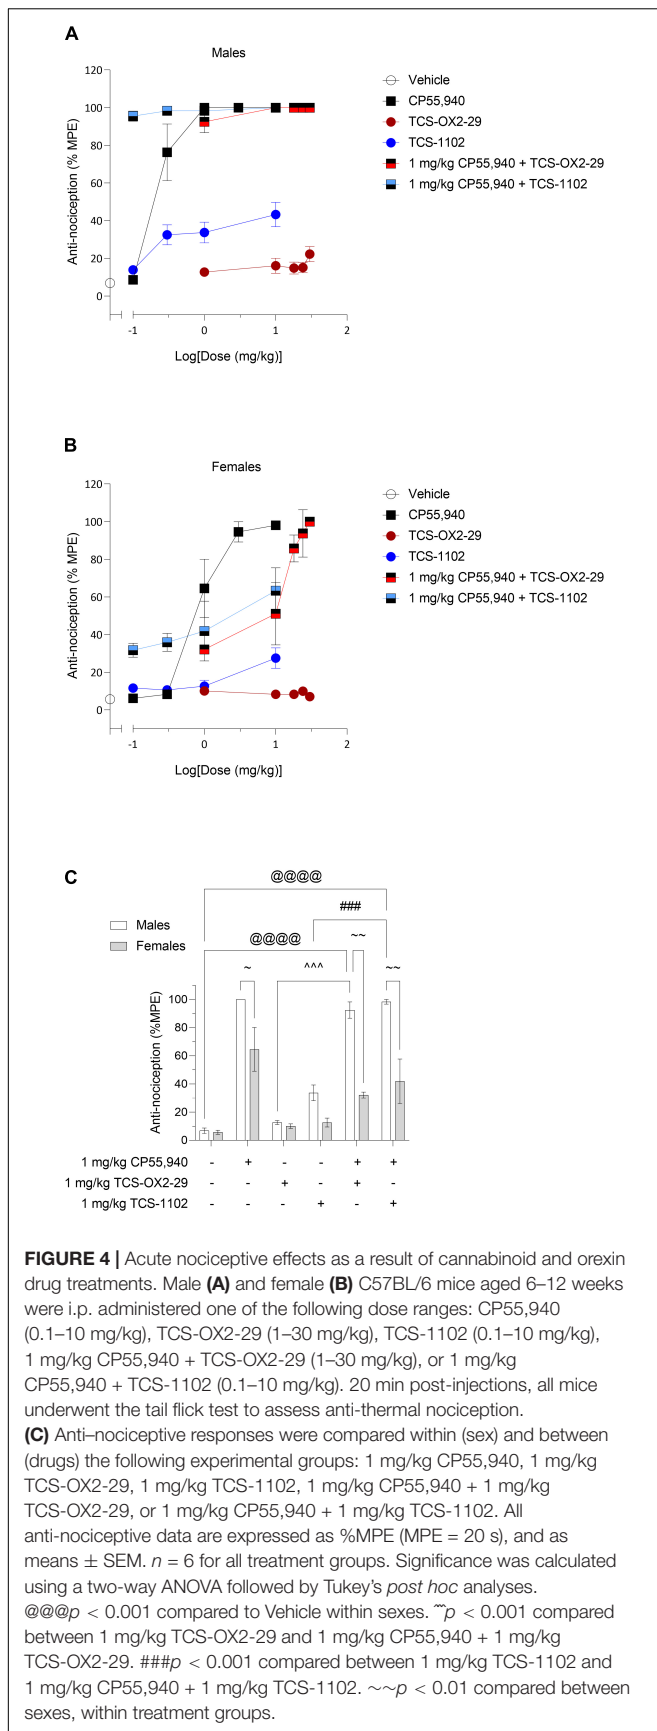 A
Males
120
100
80
60
40
20
0
Anti-nociception (% MPE)
-1 0 1 2
Log[Dose (mg/kg)]
Vehicle
CP55,940
TCS-OX2-29
TCS-1102
1 mg/kg CP55,940 + TCS-OX2-29
1 mg/kg CP55,940 + TCS-1102
B
Females
120
100
80
60
40
20
0
Anti-nociception (% MPE)
-1 0 1 2
Log[Dose (mg/kg)]
Vehicle
CP55,940
TCS-OX2-29
TCS-1102
1 mg/kg CP55,940 + TCS-OX2-29
1 mg/kg CP55,940 + TCS-1102
C
@@@@
###
Males
Females
@@@@
~~
~
^^^
~~
100
80
60
40
20
0
Anti-nociception (%MPE)
1 mg/kg CP55,940 - + - - + +
1 mg/kg TCS-OX2-29 - - + - + -
1 mg/kg TCS-1102 - - - + - +
FIGURE 4 | Acute nociceptive effects as a result of cannabinoid and orexin
drug treatments. Male (A) and female (B) C57BL/6 mice aged 6–12 weeks
were i.p. administered one of the following dose ranges: CP55,940
(0.1–10 mg/kg), TCS-OX2-29 (1–30 mg/kg), TCS-1102 (0.1–10 mg/kg),
1 mg/kg CP55,940 + TCS-OX2-29 (1–30 mg/kg), or 1 mg/kg
CP55,940 + TCS-1102 (0.1–10 mg/kg). 20 min post-injections, all mice
underwent the tail flick test to assess anti-thermal nociception.
(C) Anti–nociceptive responses were compared within (sex) and between
(drugs) the following experimental groups: 1 mg/kg CP55,940, 1 mg/kg
TCS-OX2-29, 1 mg/kg TCS-1102, 1 mg/kg CP55,940 + 1 mg/kg
TCS-OX2-29, or 1 mg/kg CP55,940 + 1 mg/kg TCS-1102. All
anti-nociceptive data are expressed as %MPE (MPE = 20 s), and as
means ± SEM. n = 6 for all treatment groups. Significance was calculated
using a two-way ANOVA followed by Tukey's post hoc analyses.
@@@p < 0.001 compared to Vehicle within sexes. ˜˜˜p < 0.001 compared
between 1 mg/kg TCS-OX2-29 and 1 mg/kg CP55,940 + 1 mg/kg
TCS-OX2-29. ###p < 0.001 compared between 1 mg/kg TCS-1102 and
1 mg/kg CP55,940 + 1 mg/kg TCS-1102. ~~p < 0.01 compared between
sexes, within treatment groups.